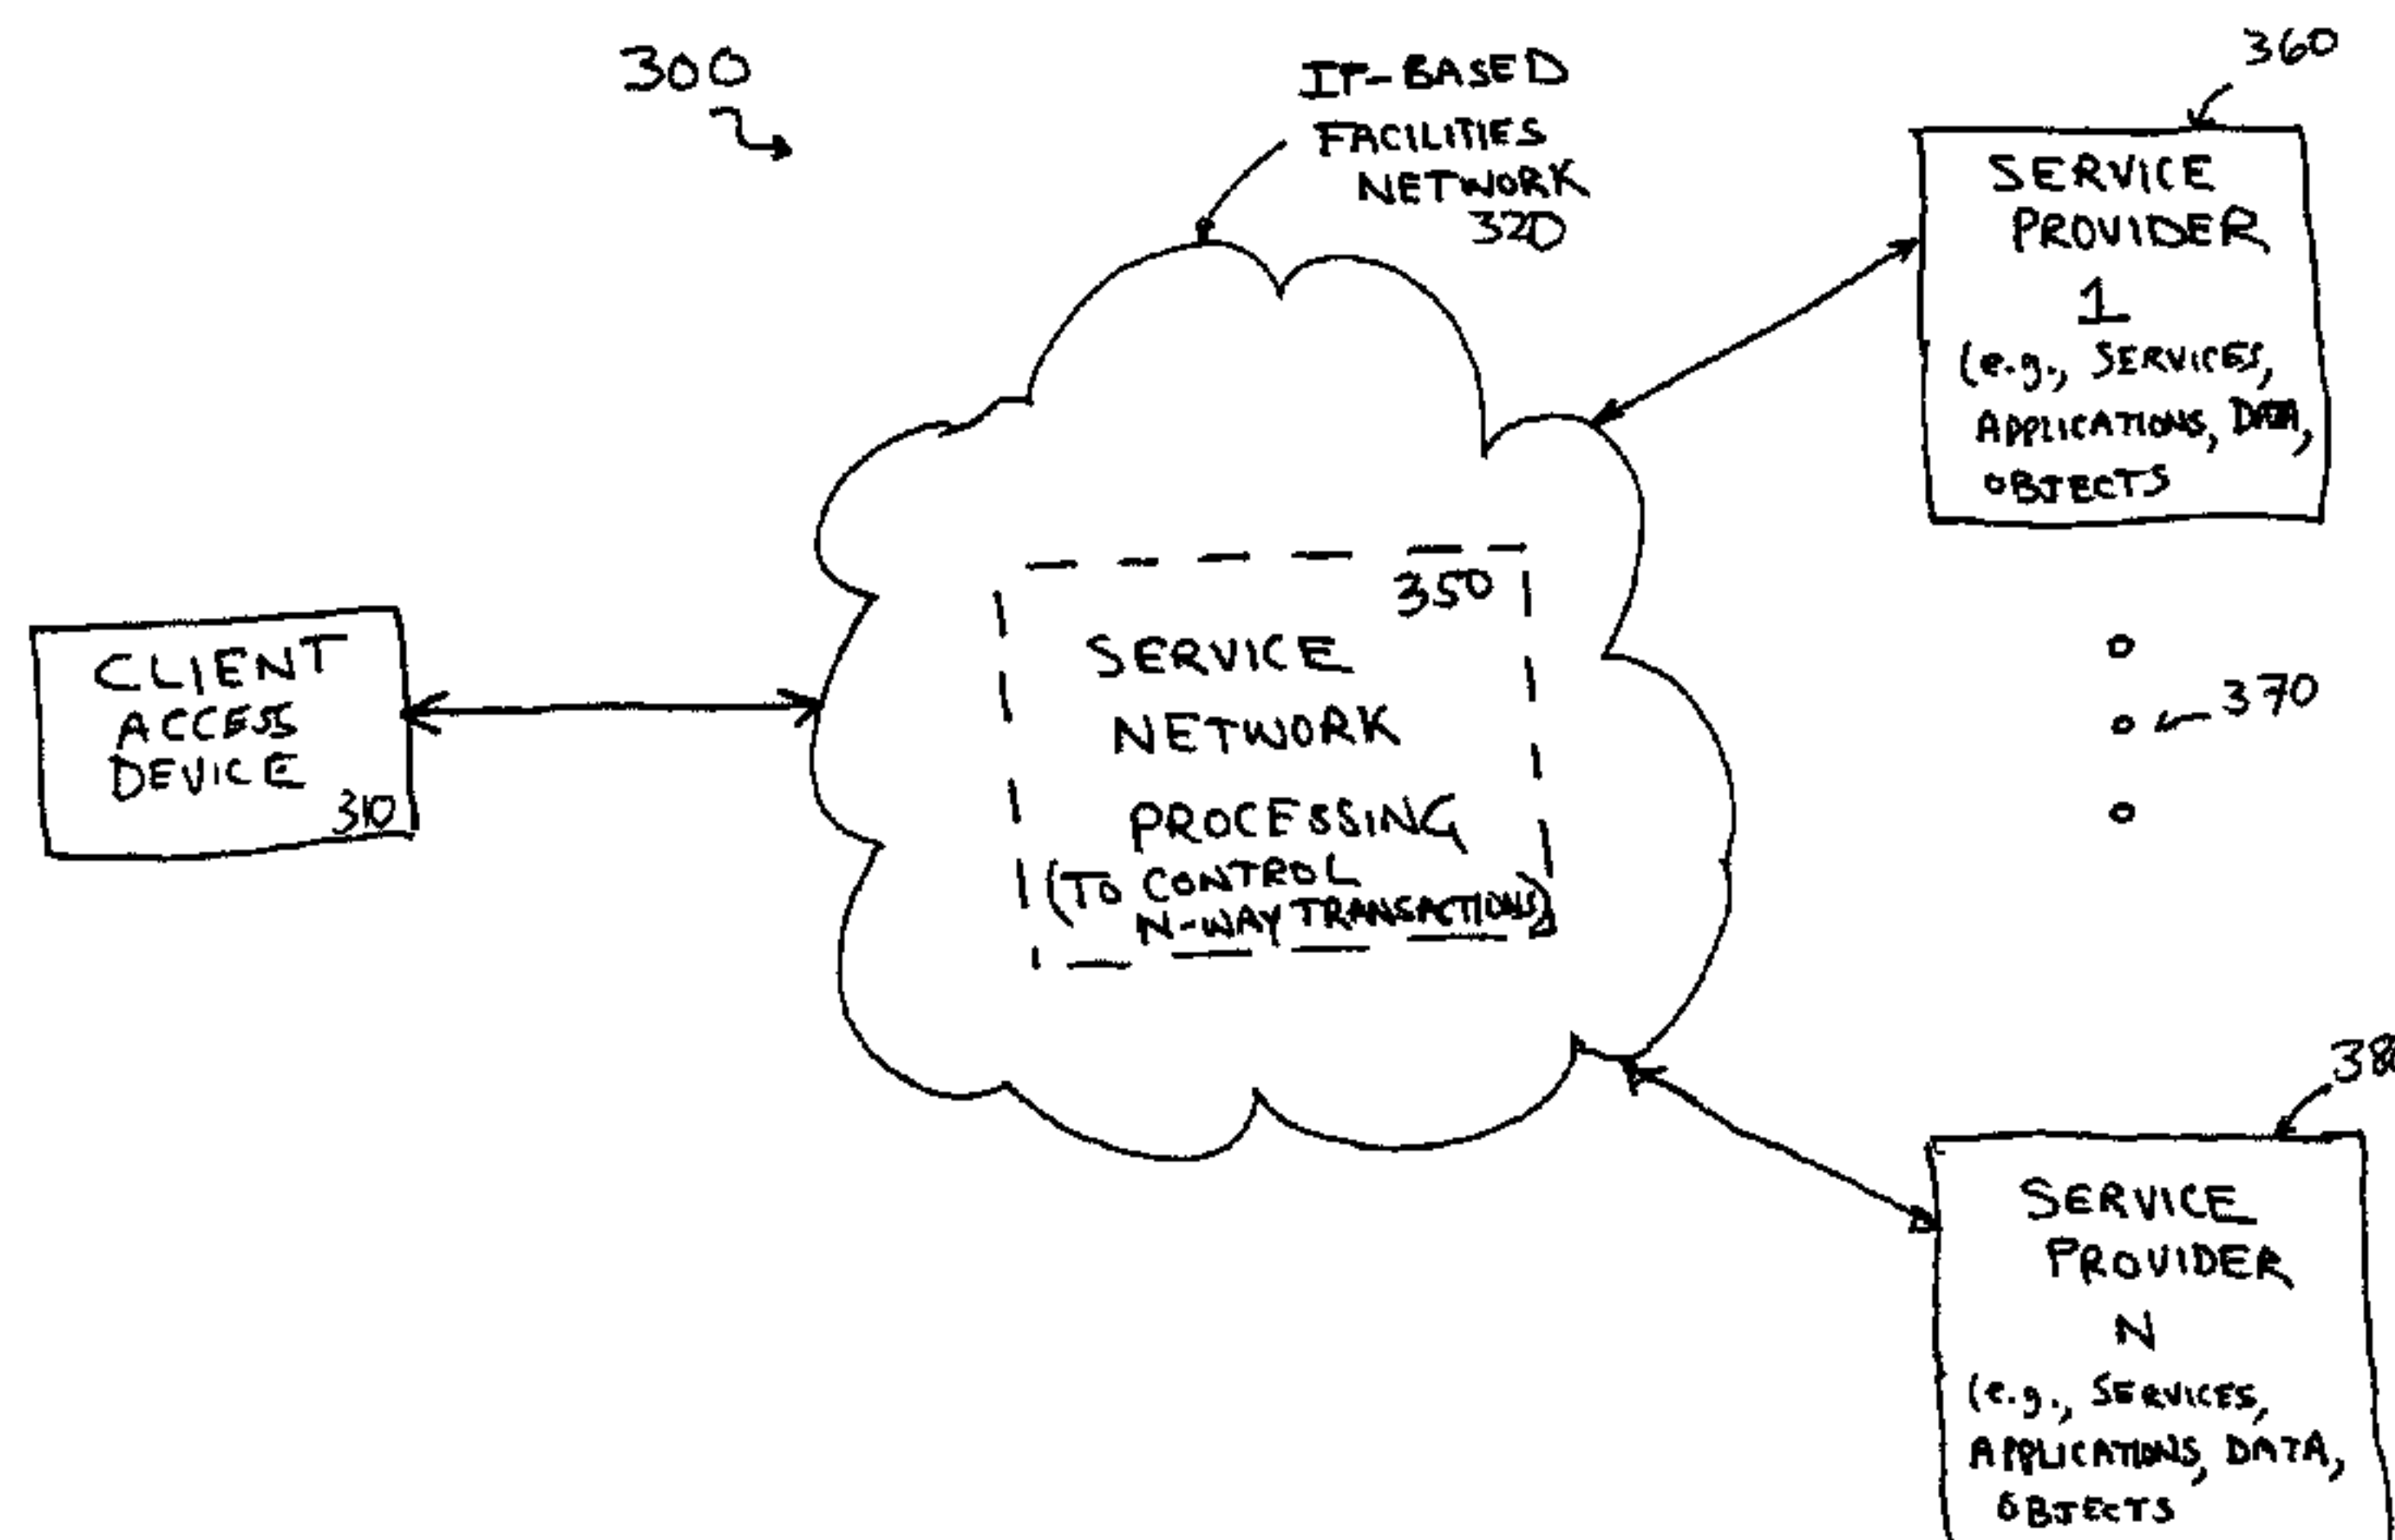 300
IT-BASED
FACILITIES
NETWORK
320
360
SERVICE
PROVIDER
1
(e.g., SERVICES,
APPLICATIONS, DATA,
OBJECTS
CLIENT
ACCESS
DEVICE
310
350
SERVICE
NETWORK
PROCESSING
(TO CONTROL
N-WAY TRANSACTIONS)
370
SERVICE
PROVIDER
N
(e.g., SERVICES,
APPLICATIONS, DATA,
OBJECTS